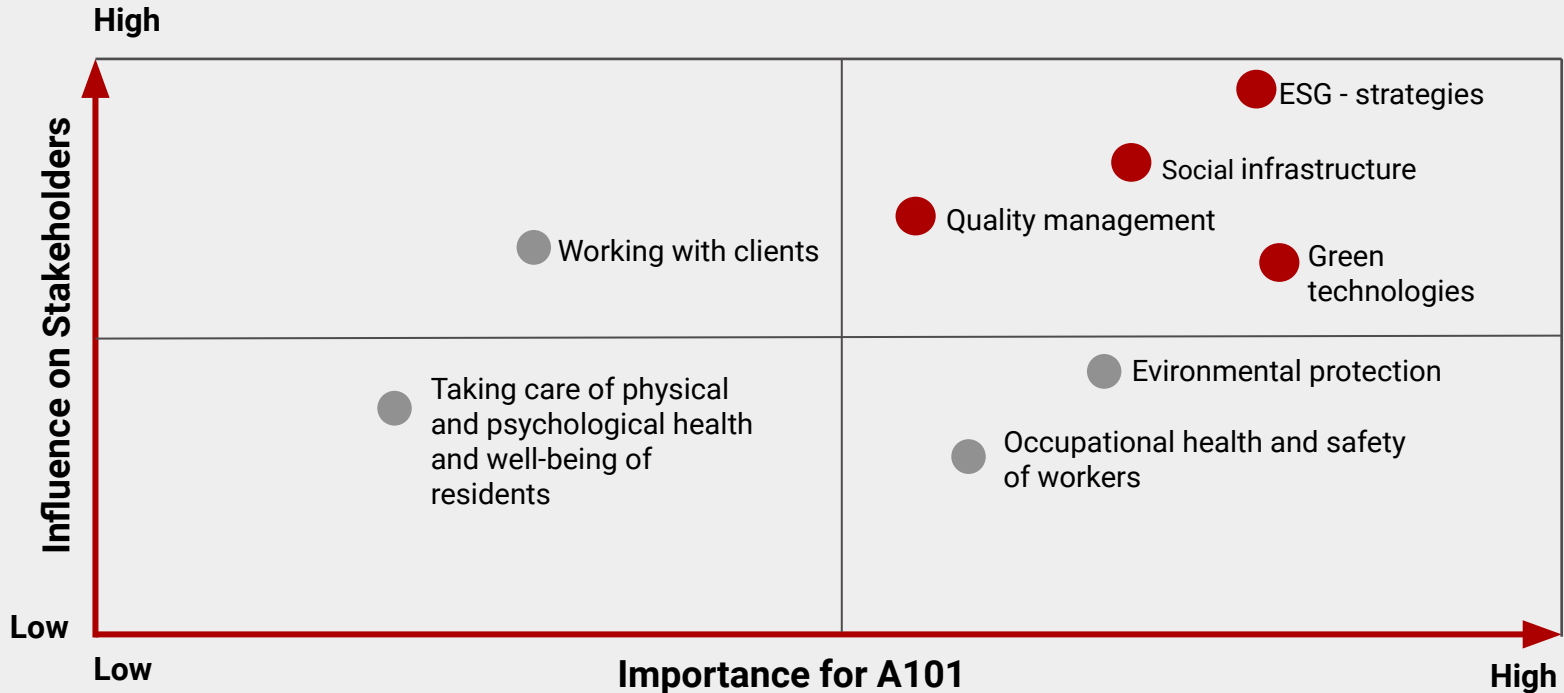 High
ESG - strategies
Social infrastructure
Quality management
Working with clients
Green
technologies
Influence on Stakeholders
Evironmental protection
Taking care of physical
and psychological health
and well-being of
residents
Occupational health and safety
of workers
Low
Low
Importance for A101
High